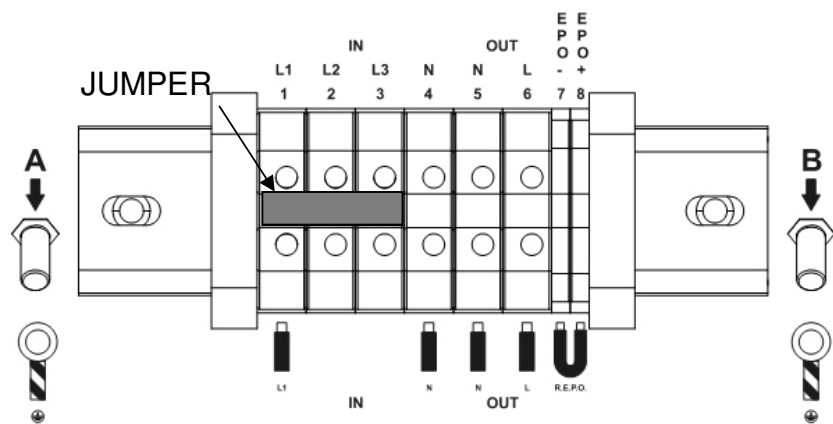 E E
P P
IN OUT O O
L1 L2 L3 N N L - +
JUMPER 1 2 3 4 5 6 7 8
A B
L1 N N L R.E.P.O.
IN OUT